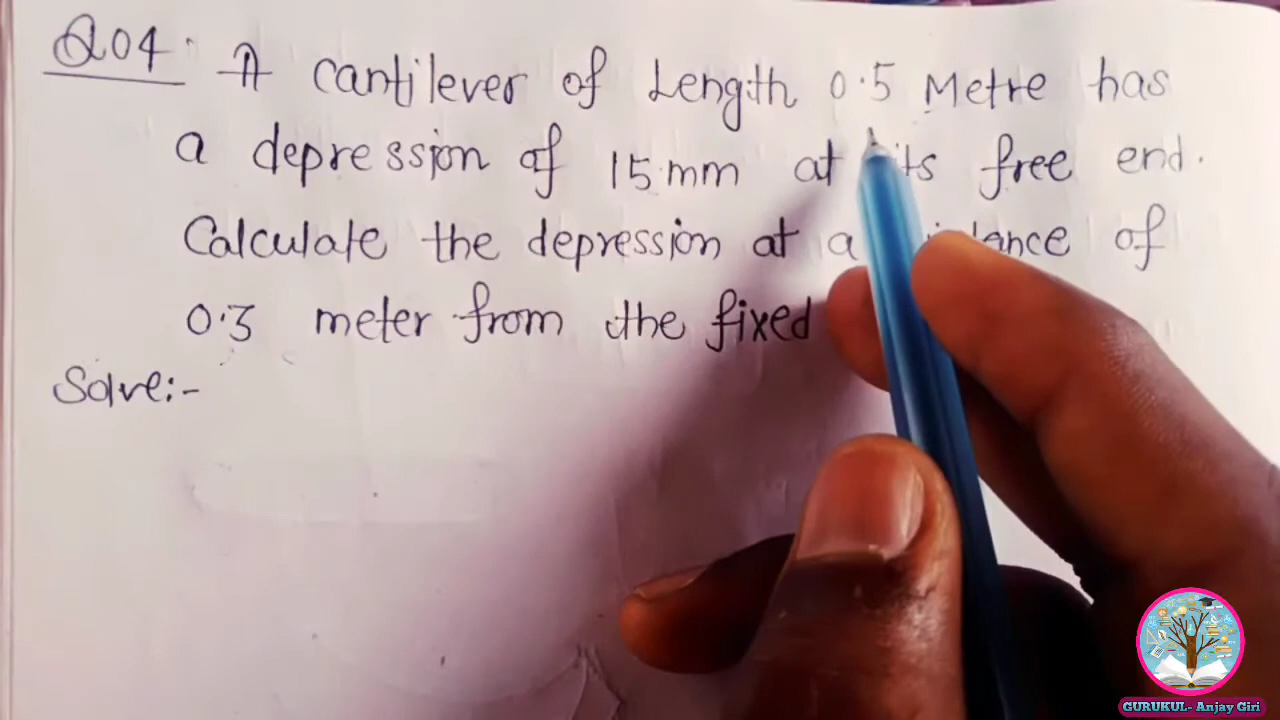 Q04. A cantilever of Length 0.5 Metre has
a depression of 15 mm at its free end.
Calculate the depression at a of
0.3 meter from the fixed
Solve:-
GURUKUL- Anjay Giri